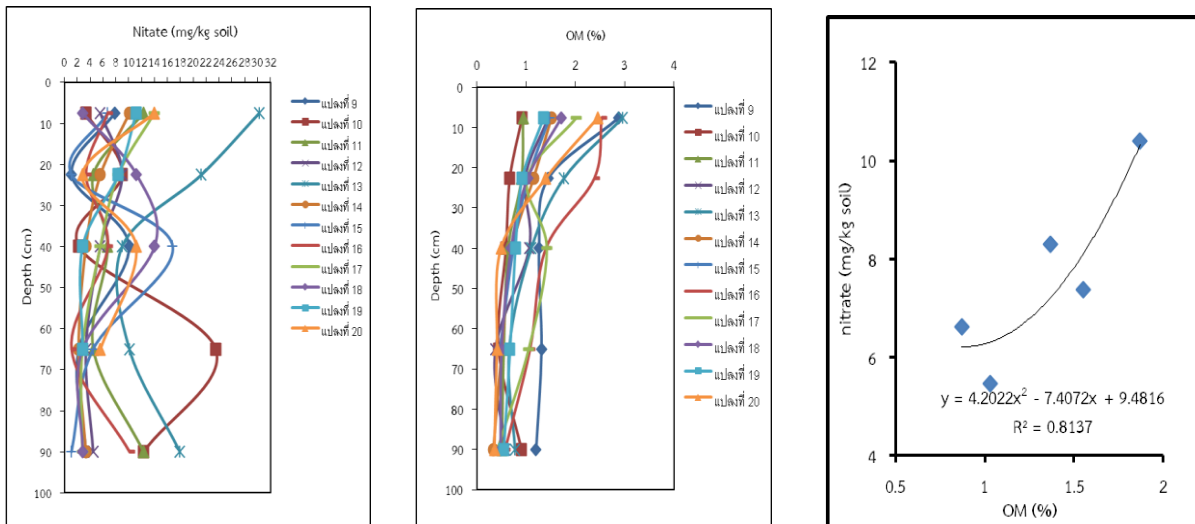 Nitate (mg/kg soil)
0 2 4 6 8 10 12 14 16 18 20 22 24 26 28 30 32
0
10
20
30
40
50
60
70
80
90
100
Depth (cm)
แปลงที่ 9
แปลงที่ 10
แปลงที่ 11
แปลงที่ 12
แปลงที่ 13
แปลงที่ 14
แปลงที่ 15
แปลงที่ 16
แปลงที่ 17
แปลงที่ 18
แปลงที่ 19
แปลงที่ 20
OM (%)
0 1 2 3 4
0
10
20
30
40
50
60
70
80
90
100
Depth (cm)
แปลงที่ 9
แปลงที่ 10
แปลงที่ 11
แปลงที่ 12
แปลงที่ 13
แปลงที่ 14
แปลงที่ 15
แปลงที่ 16
แปลงที่ 17
แปลงที่ 18
แปลงที่ 19
แปลงที่ 20
12
10
8
6
4
nitrate (mg/kg soil)
y = 4.2022x² - 7.4072x + 9.4816
R² = 0.8137
0.5 1 1.5 2
OM (%)